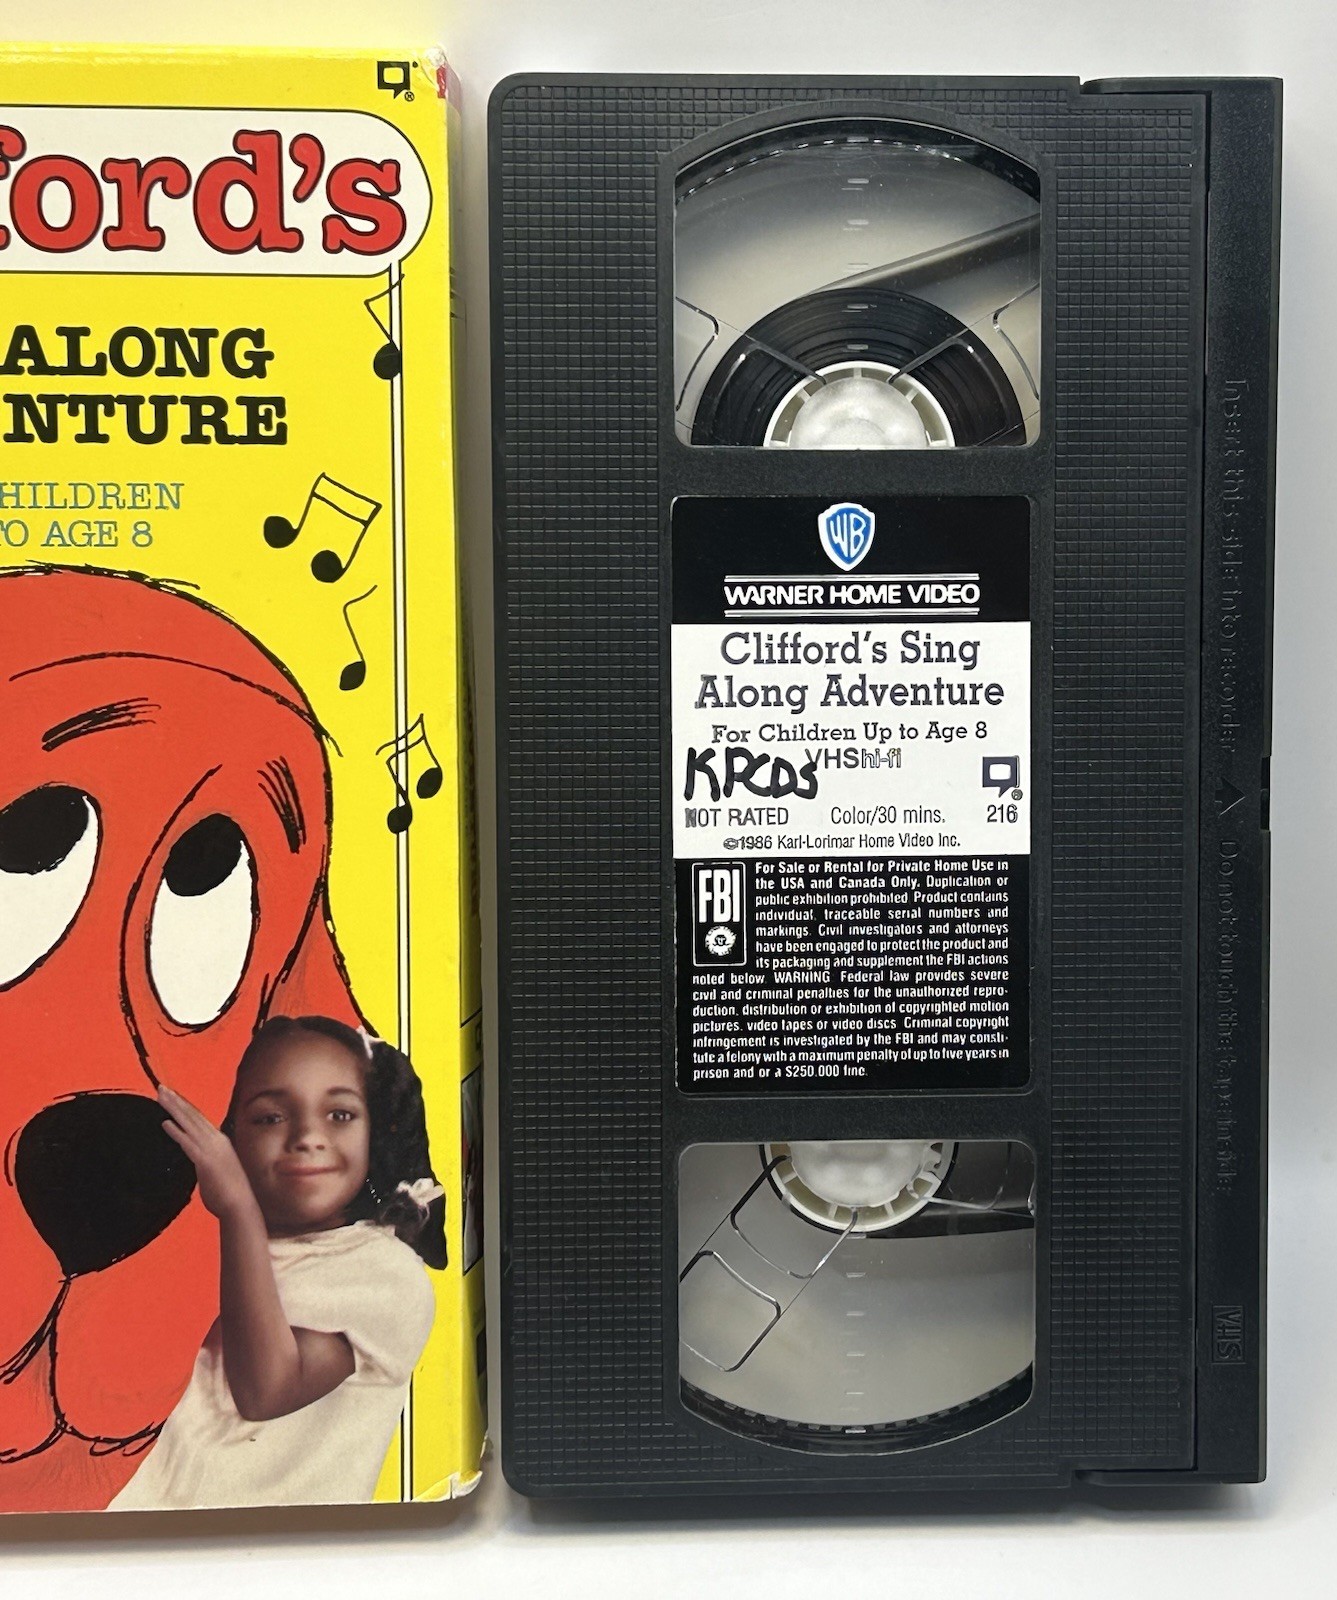 ford's
ALONG
NTURE
HILDREN
TO AGE 8
WB
WARNER HOME VIDEO
Clifford's Sing
Along Adventure
For Children Up to Age 8
VHS hi-fi
KPCDS
NOT RATED Color/30 mins. 216
©1986 Karl-Lorimar Home Video Inc.
FBI
For Sale or Rental for Private Home Use in
the USA and Canada Only. Duplication or
public exhibition prohibited. Product contains
individual, traceable serial numbers and
markings. Civil investigators and attorneys
have been engaged to protect the product and
its packaging and supplement the FBI actions
noted below. WARNING Federal law provides severe
civil and criminal penalties for the unauthorized repro-
duction, distribution or exhibition of copyrighted motion
pictures, video tapes or video discs. Criminal copyright
infringement is investigated by the FBI and may consti-
tute a felony with a maximum penalty of up to five years in
prison and or a $250,000 fine.
Insert this side into recorder ▲ Do not touch the tape inside
VHS